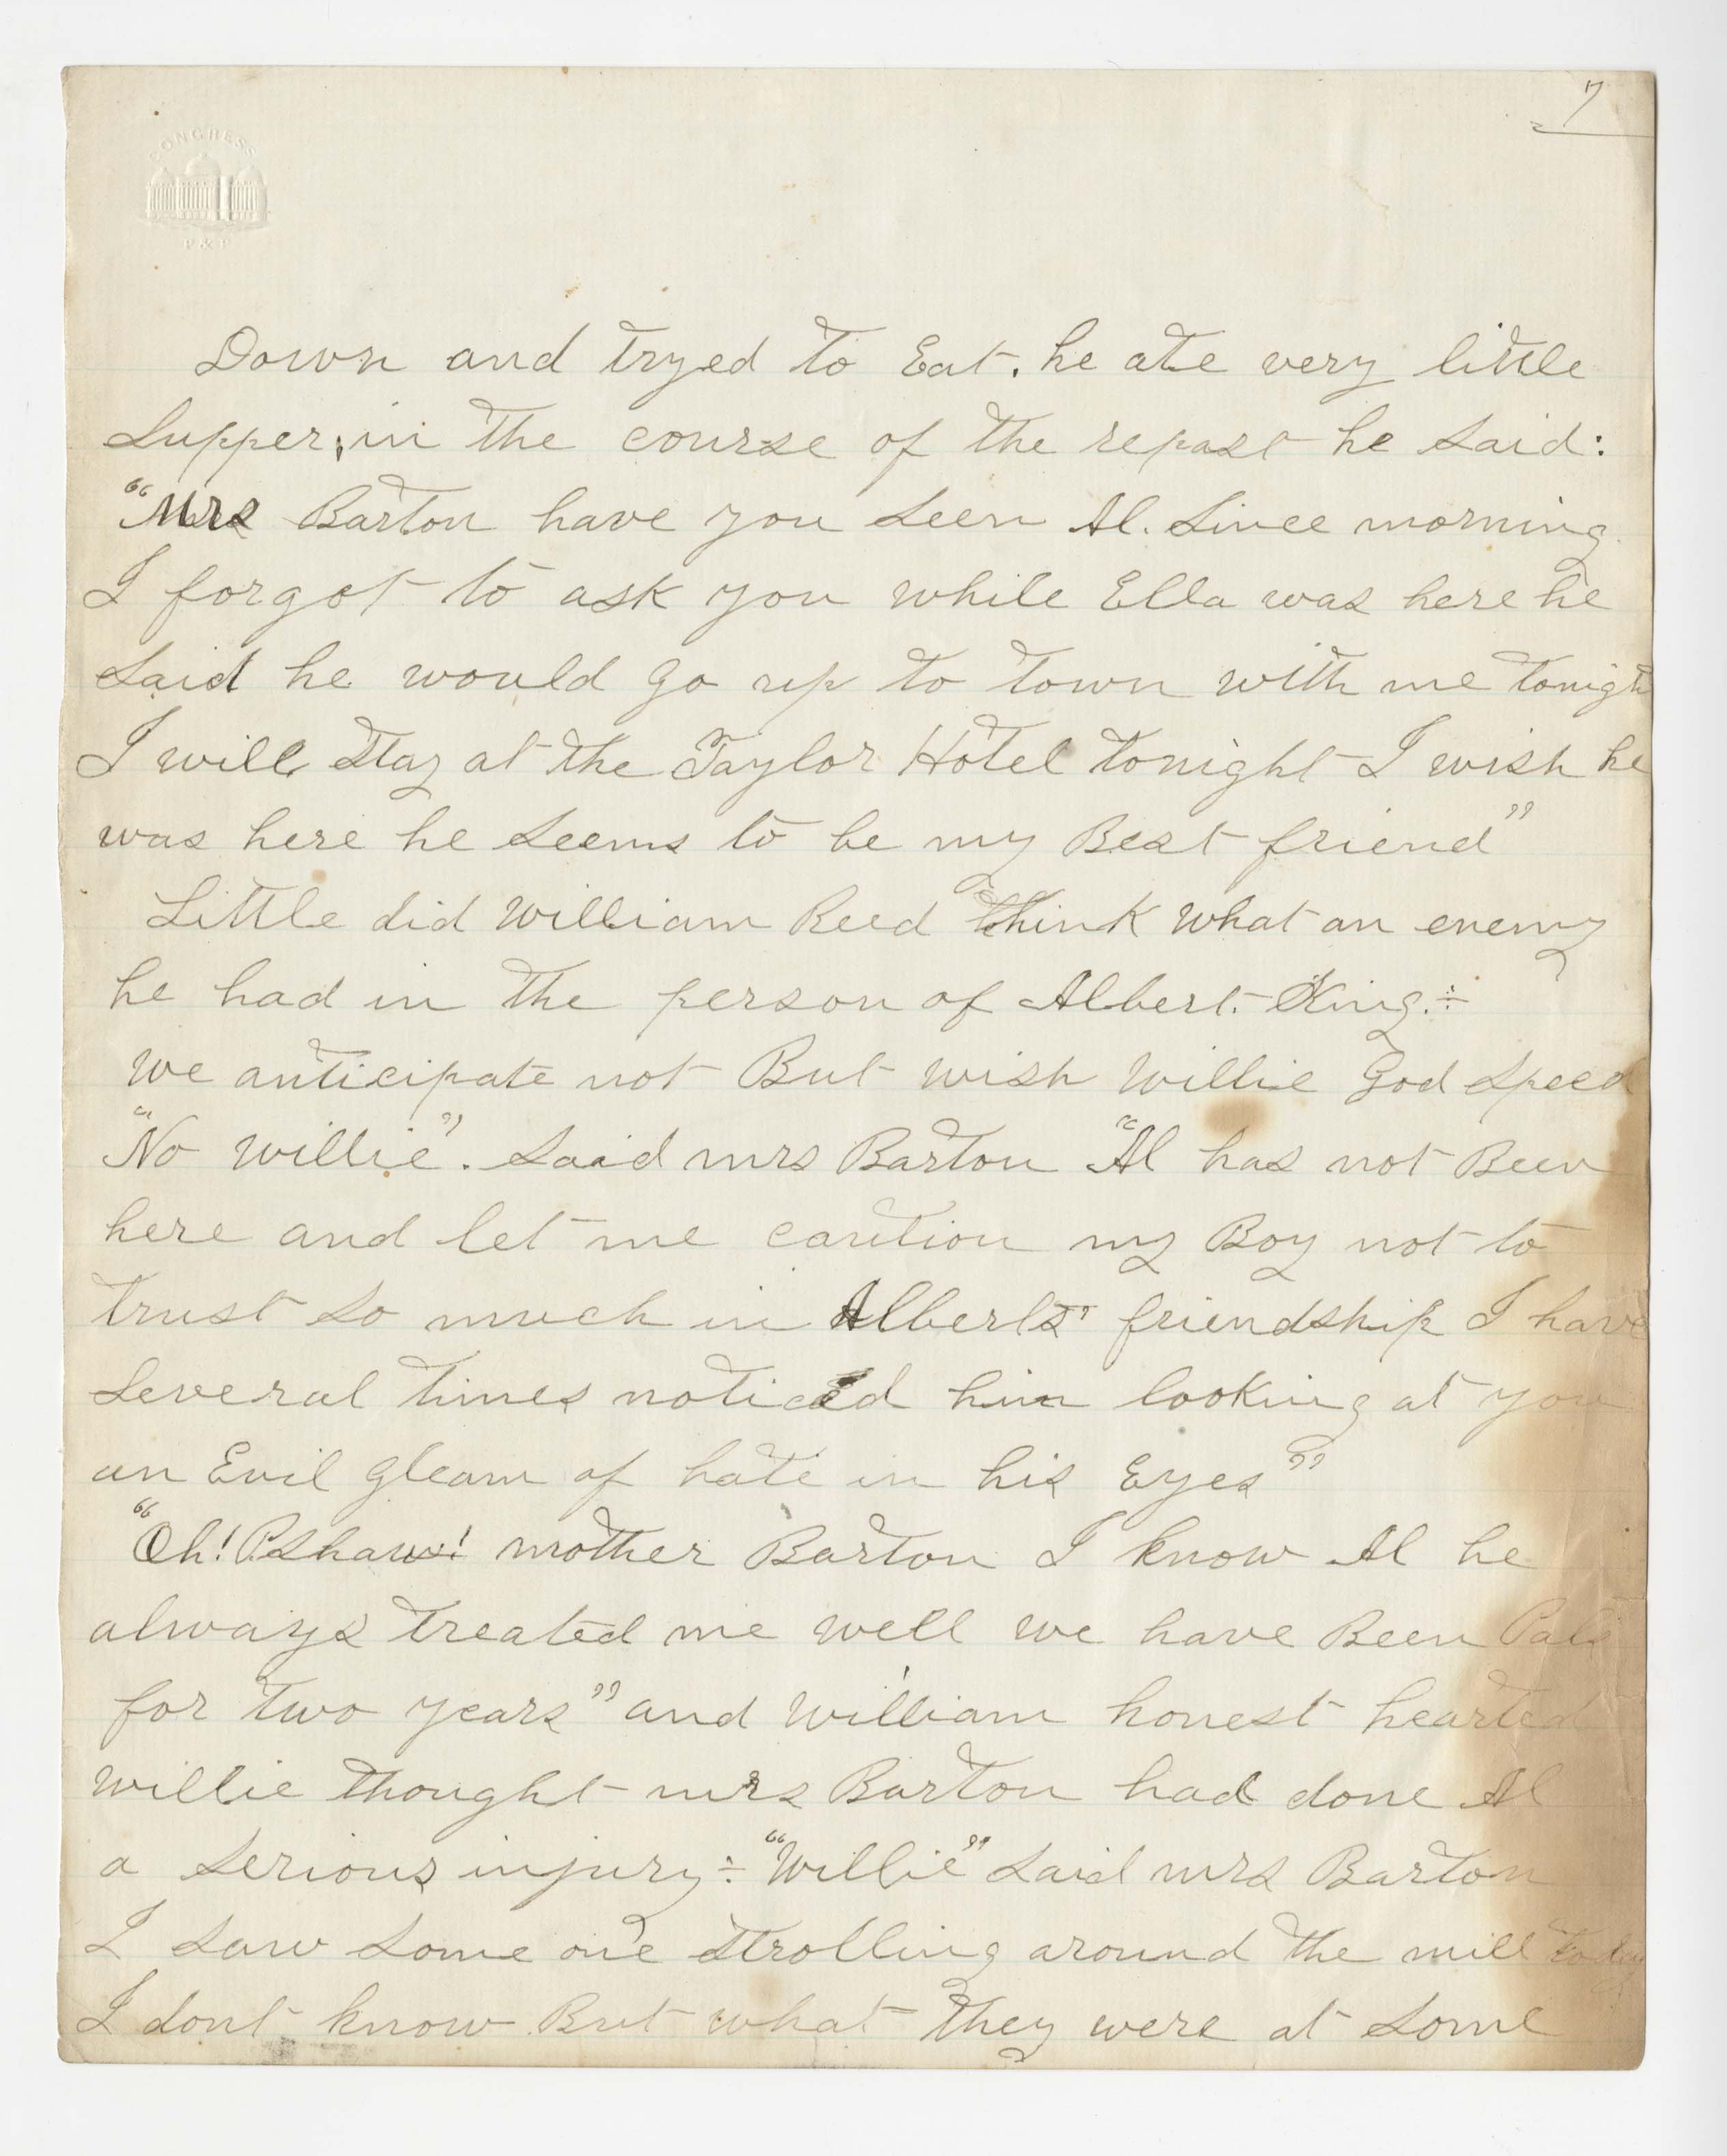 7
CONGRESS
P & P
Down and tryed to Eat. he ate very little
Supper, in the course of the repast he said:
"Mrs Barton have you seen Al. Since morning.
I forgot to ask you while Ella was here he
said he would go up to town with me tonight
I will stay at the Taylor Hotel tonight I wish he
was here he seems to be my Best friend"
Little did William Reed think what an enemy
he had in the person of Albert. King.÷
We anticipate not But wish Willie God speed
"No Willie". Said mrs Barton "Al has not Been
here and let me caution my Boy not to
trust so much in Alberts' friendship I have
several times noticed him looking at you
an Evil gleam of hate in his Eyes"
"Oh! Pshaw! mother Barton I know Al he
always treated me well we have Been Pals
for two years" and William honest hearted
Willie thought mrs Barton had done Al
a serious injury÷ "Willie" said mrs Barton
I saw some one strolling around the mill today
I dont know But what they were at some